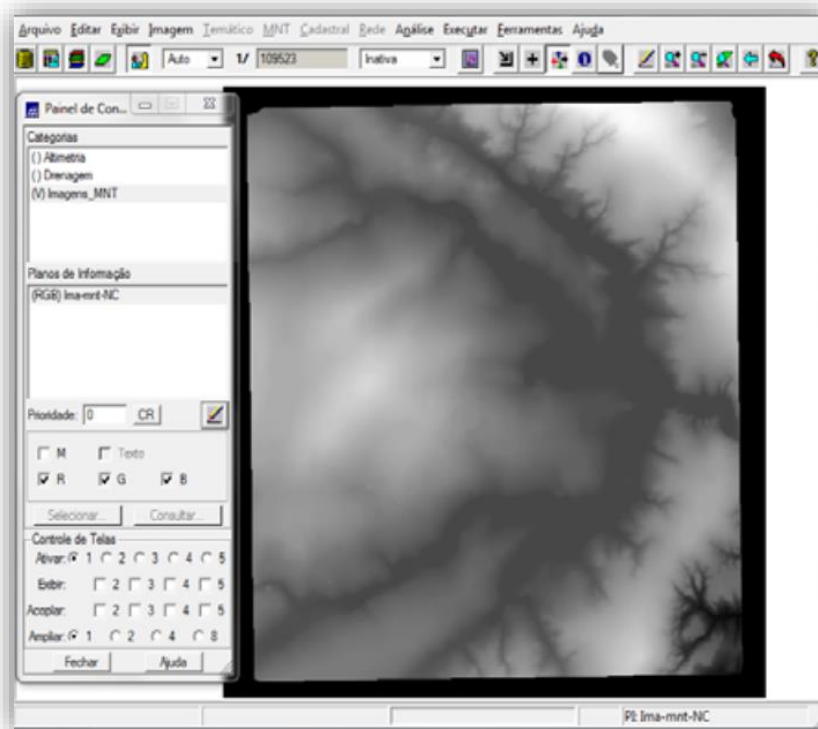 Arquivo Editar Exibir Imagem Temático MNT Cadastral Rede Análise Executar Ferramentas Ajuda
Auto 1/ 109523 Inativa
Painel de Con...
Categorias
( ) Altimetria
( ) Drenagem
(V) Imagens_MNT
Planos de Informação
(RGB) Ima-mnt-NC
Prioridade: 0 CR
M Texto
R G B
Selecionar... Consultar...
Controle de Telas
Ativar: 1 2 3 4 5
Exibir: 2 3 4 5
Acoplar: 2 3 4 5
Ampliar: 1 2 4 8
Fechar Ajuda
PI: Ima-mnt-NC